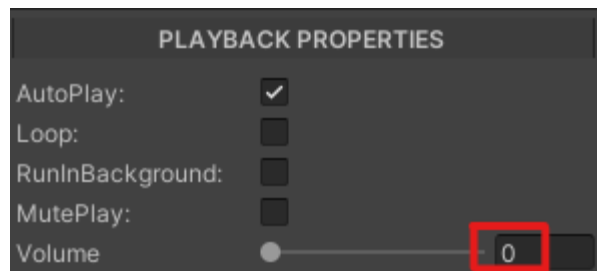 PLAYBACK PROPERTIES
AutoPlay:
Loop:
RunInBackground:
MutePlay:
Volume 0